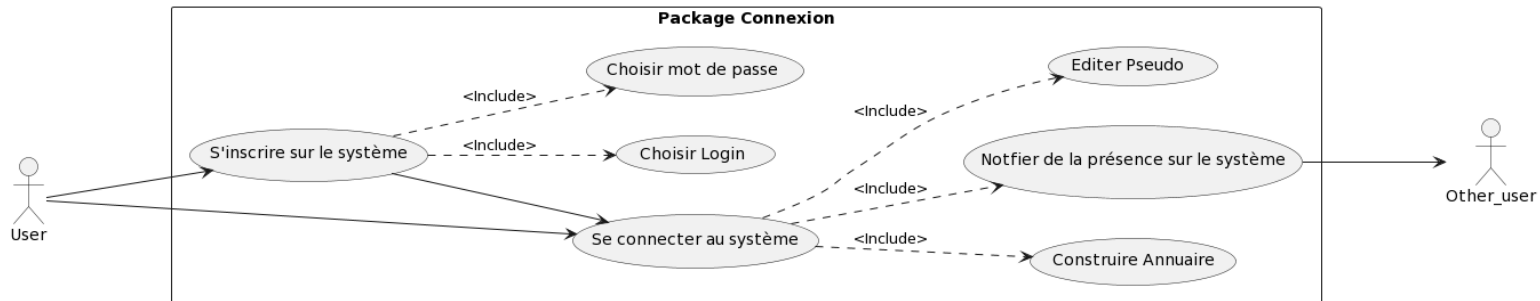 Package Connexion
Choisir mot de passe
Editer Pseudo
<Include>
<Include>
S'inscrire sur le système
<Include>
Choisir Login
Notfier de la présence sur le système
<Include>
User
Other_user
Se connecter au système
<Include>
Construire Annuaire